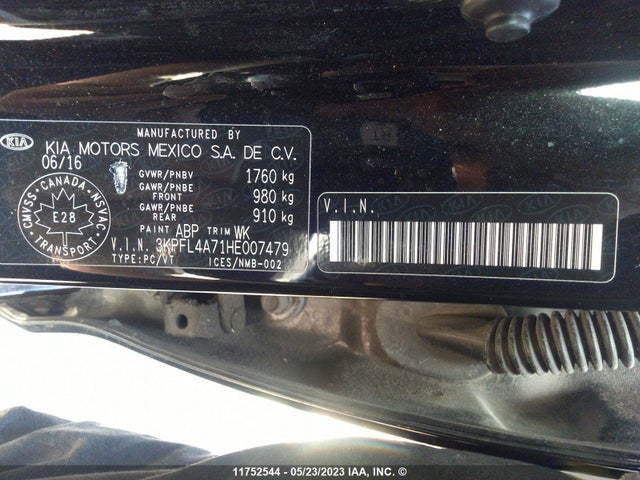 MANUFACTURED BY
KIA
KIA MOTORS MEXICO S.A. DE C.V.
06/16
GVWR/PNBV 1760 kg
GAWR/PNBE FRONT 980 kg
GAWR/PNBE REAR 910 kg
CMVSS · CANADA · NSVAC
E28
TRANSPORT
PAINT ABP TRIM WK
V.I.N. 3KPFL4A71HE007479
TYPE:PC/VT ICES/NMB-002
V.I.N.
11752544 - 05/23/2023 IAA, INC. ©